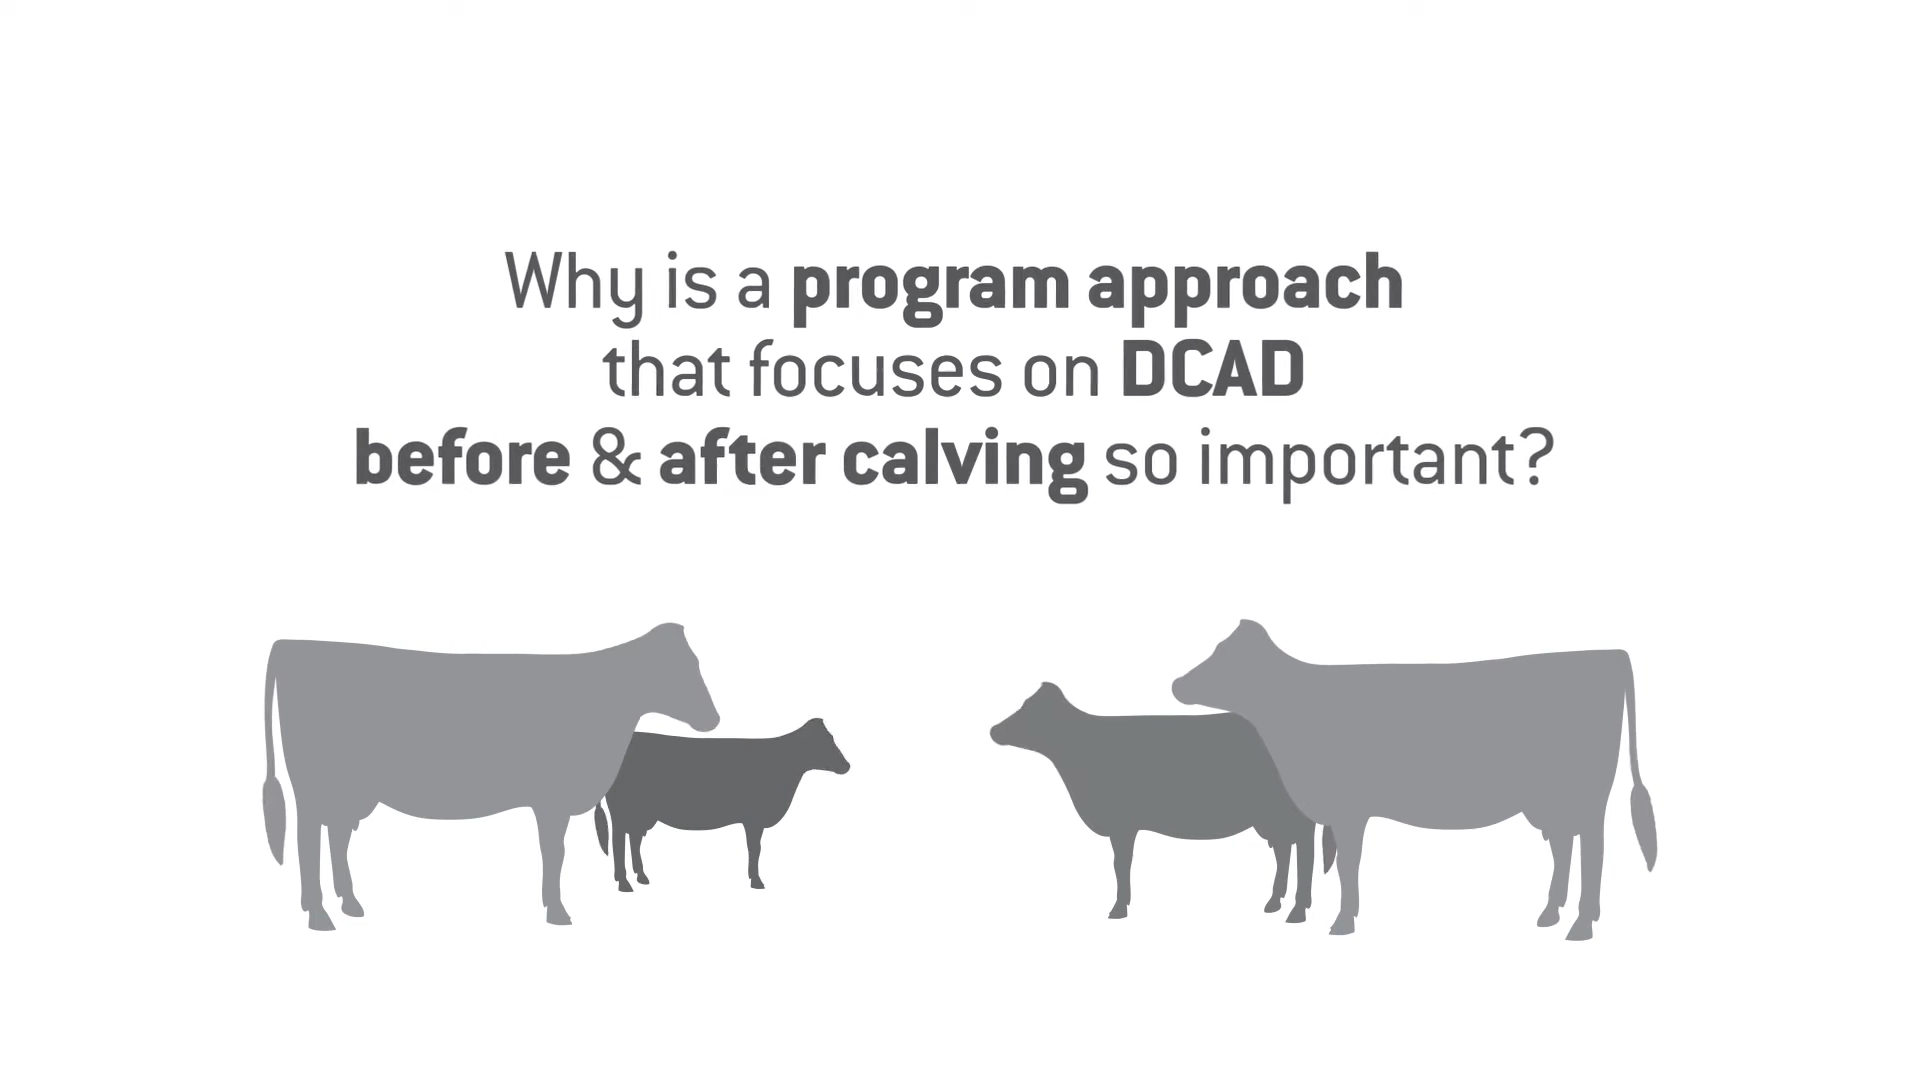 Why is a program approach
that focuses on DCAD
before & after calving so important?